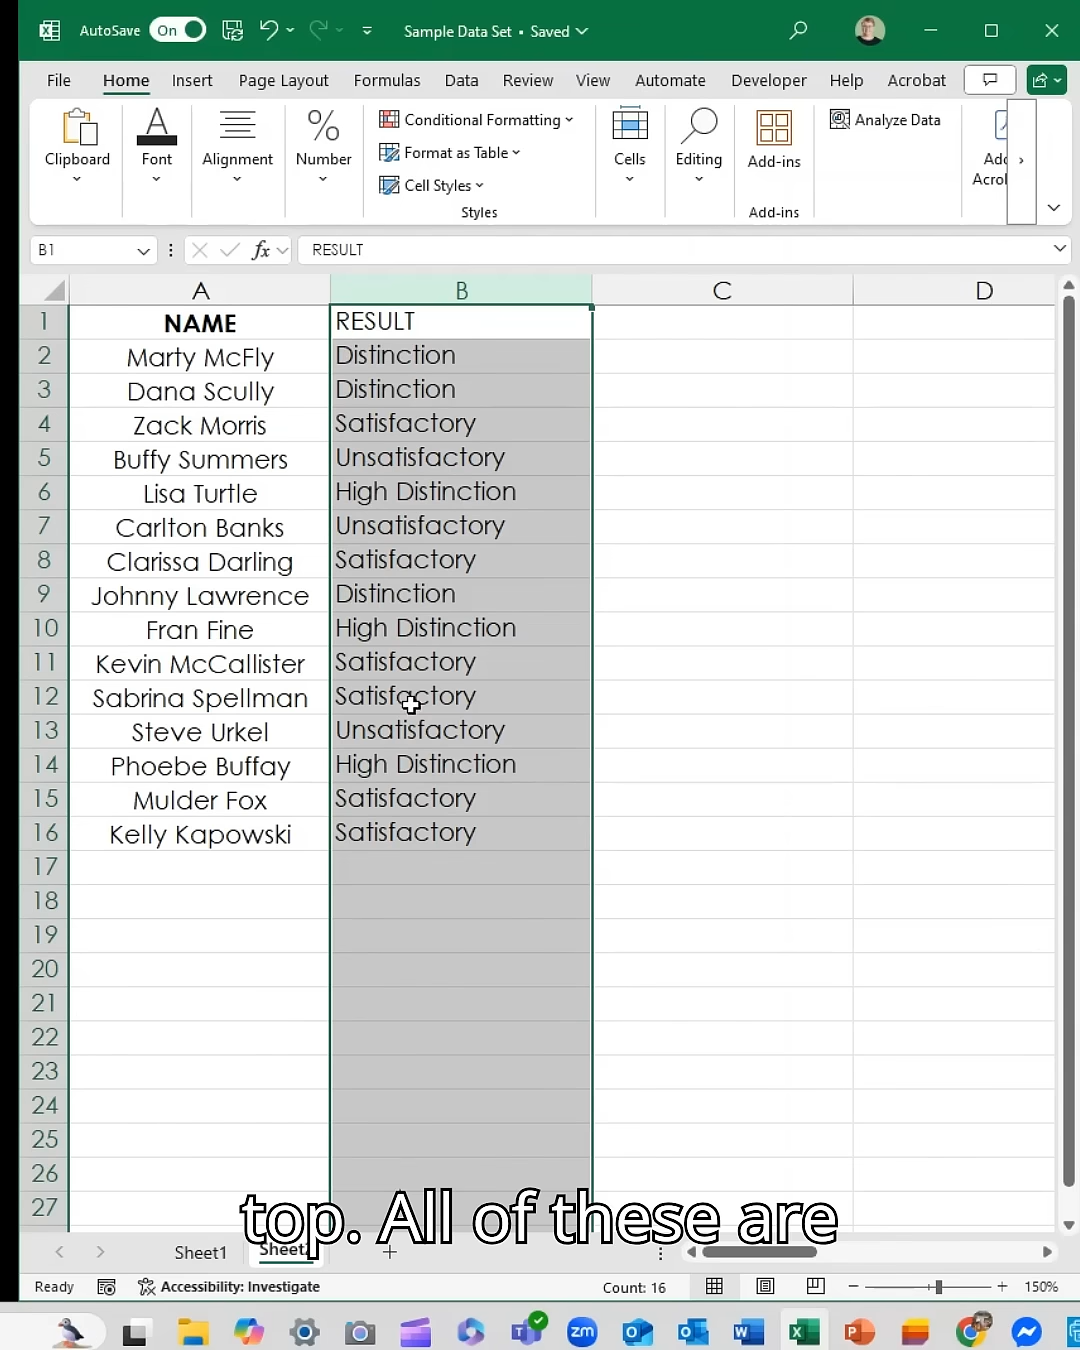 AutoSave On Sample Data Set • Saved
File Home Insert Page Layout Formulas Data Review View Automate Developer Help Acrobat
Clipboard Font Alignment Number Conditional Formatting Format as Table Cell Styles Styles Cells Editing Add-ins Add-ins Analyze Data
B1 fx RESULT
A B C D
1 NAME RESULT
2 Marty McFly Distinction
3 Dana Scully Distinction
4 Zack Morris Satisfactory
5 Buffy Summers Unsatisfactory
6 Lisa Turtle High Distinction
7 Carlton Banks Unsatisfactory
8 Clarissa Darling Satisfactory
9 Johnny Lawrence Distinction
10 Fran Fine High Distinction
11 Kevin McCallister Satisfactory
12 Sabrina Spellman Satisfactory
13 Steve Urkel Unsatisfactory
14 Phoebe Buffay High Distinction
15 Mulder Fox Satisfactory
16 Kelly Kapowski Satisfactory
17
18
19
20
21
22
23
24
25
26
27
top. All of these are
Sheet1
Ready Accessibility: Investigate Count: 16 150%
zm